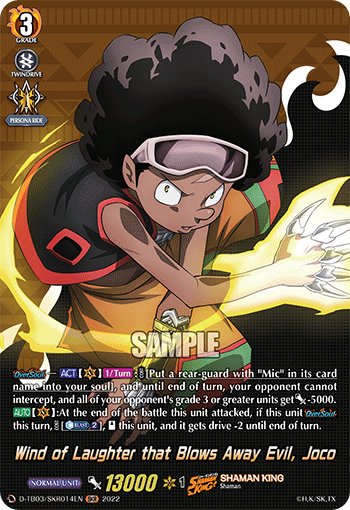 3
GRADE
TWINDRIVE
PERSONA RIDE
SAMPLE
OverSoul — ACT 1/Turn : [Put a rear-guard with "Mic" in its card
name into your soul], and until end of turn, your opponent cannot
intercept, and all of your opponent's grade 3 or greater units get -5000.
AUTO : At the end of the battle this unit attacked, if this unit OverSoul
this turn, [BLAST 2], this unit, and it gets drive -2 until end of turn.
Wind of Laughter that Blows Away Evil, Joco
NORMAL UNIT 13000 1 SHAMAN KING SHAMAN KING
Shaman
D-TB03/SKR014EN SKR 2022 ©H.K/SK,TX